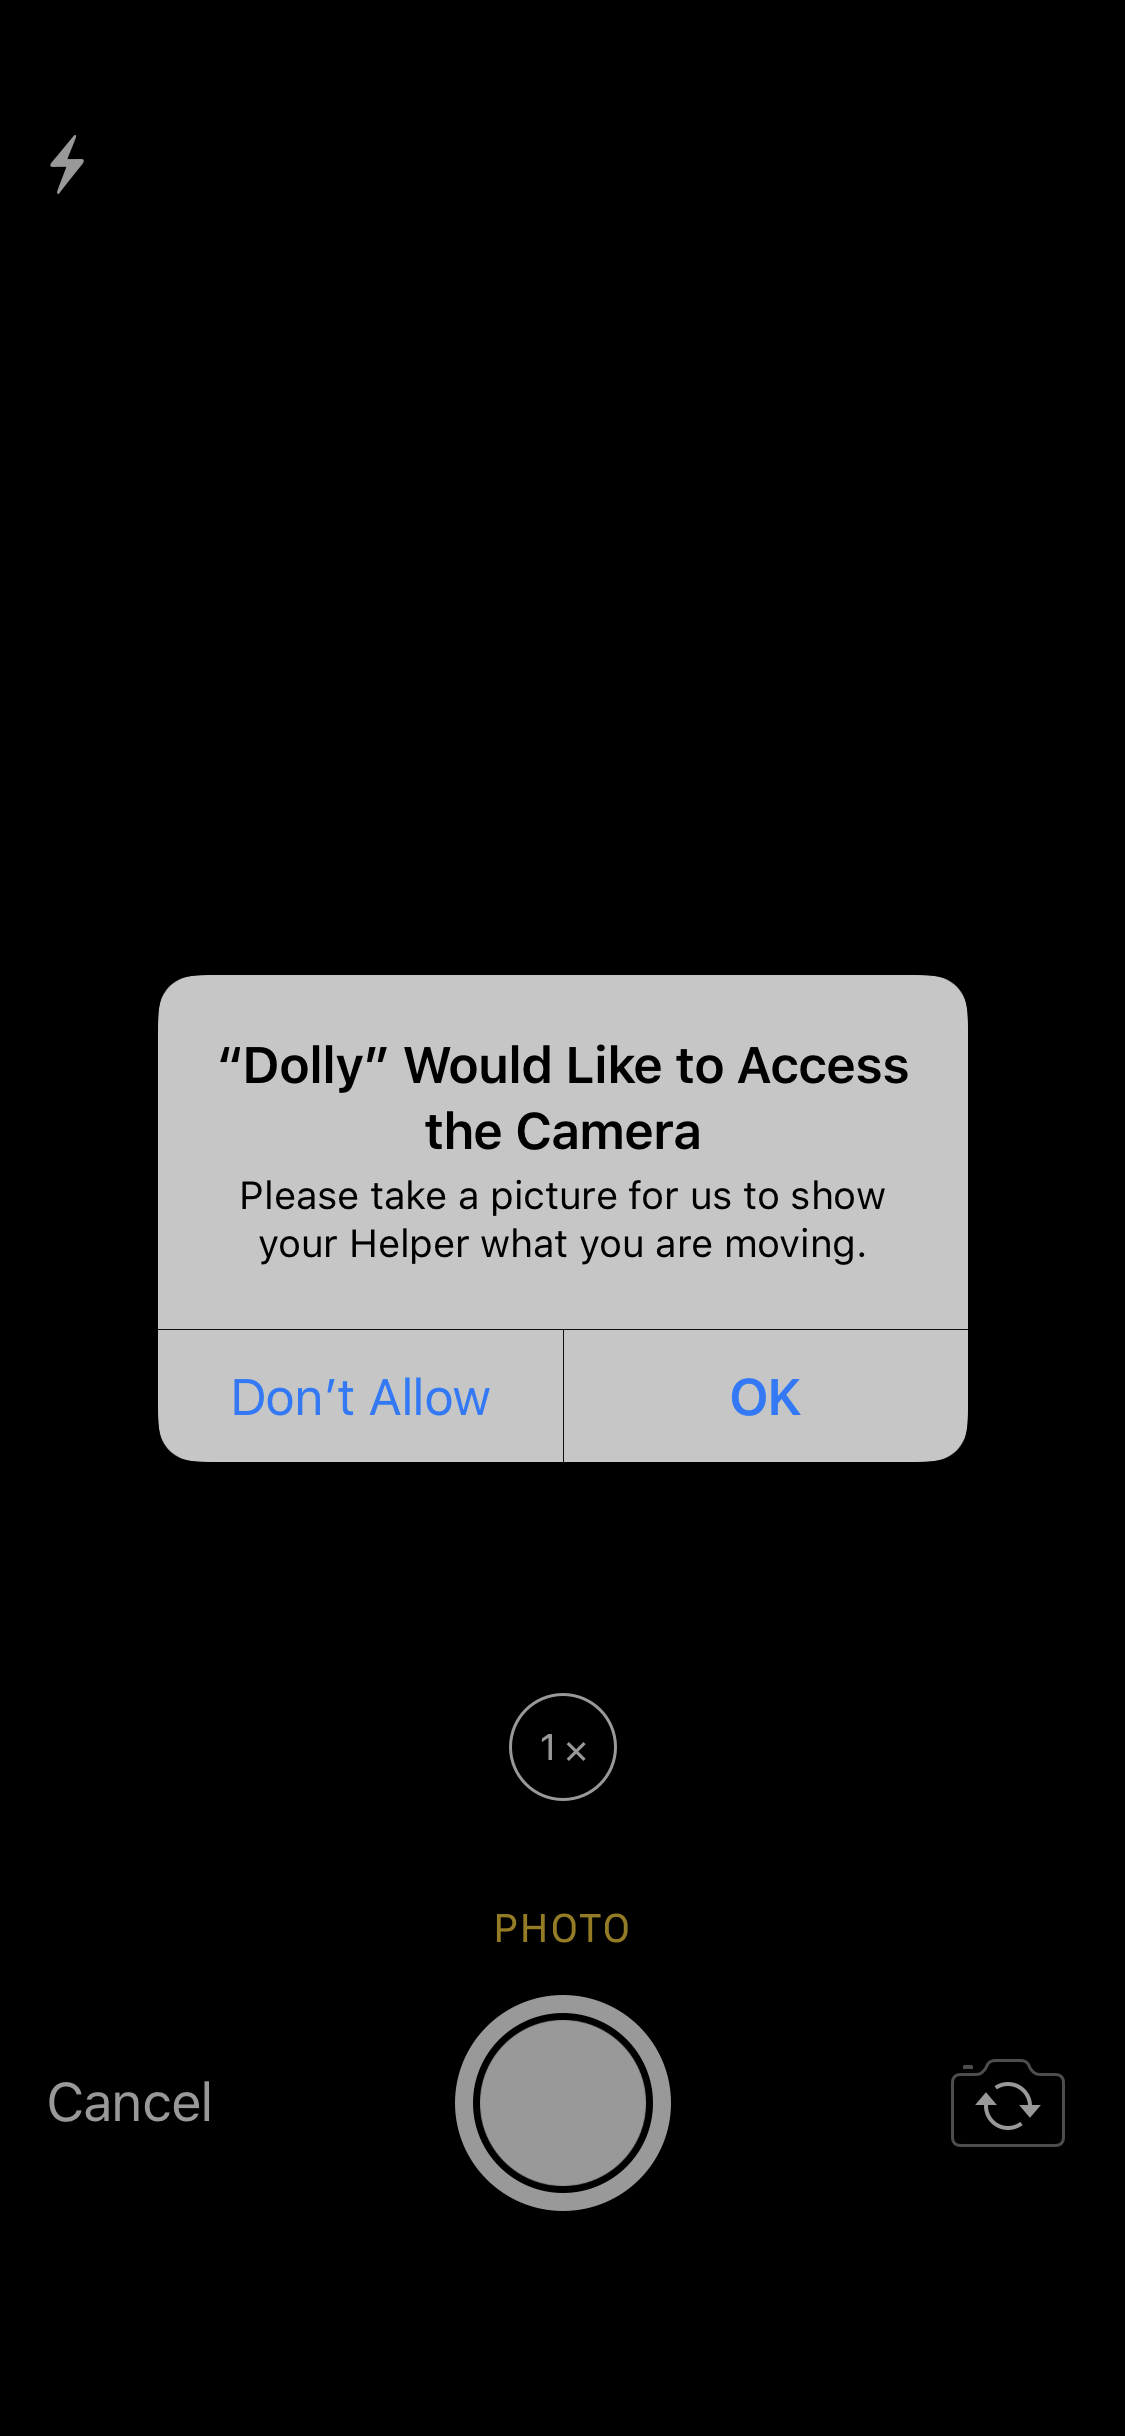 “Dolly” Would Like to Access
the Camera
Please take a picture for us to show
your Helper what you are moving.
Don’t Allow
OK
1×
PHOTO
Cancel